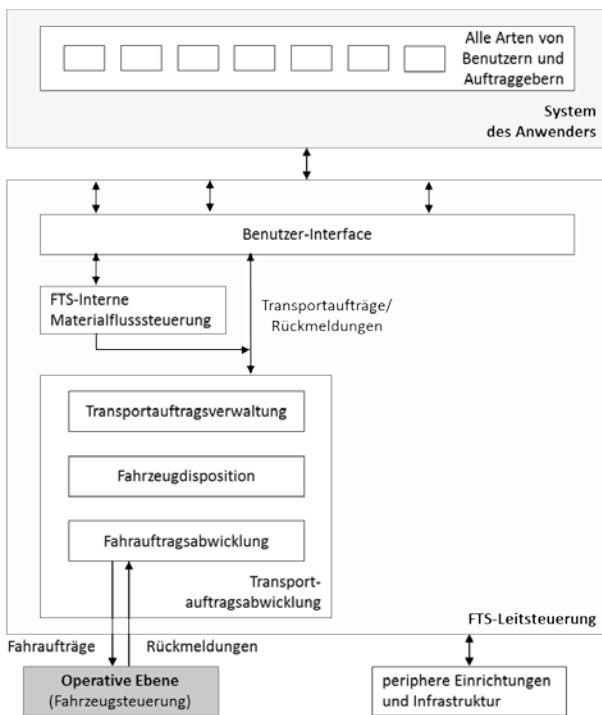 Alle Arten von
Benutzern und
Auftraggebern
System
des Anwenders
Benutzer-Interface
FTS-Interne
Materialflusssteuerung
Transportaufträge/
Rückmeldungen
Transportauftragsverwaltung
Fahrzeugdisposition
Fahrauftragsabwicklung
Transport-
auftragsabwicklung
FTS-Leitsteuerung
Fahraufträge
Rückmeldungen
Operative Ebene
(Fahrzeugsteuerung)
periphere Einrichtungen
und Infrastruktur